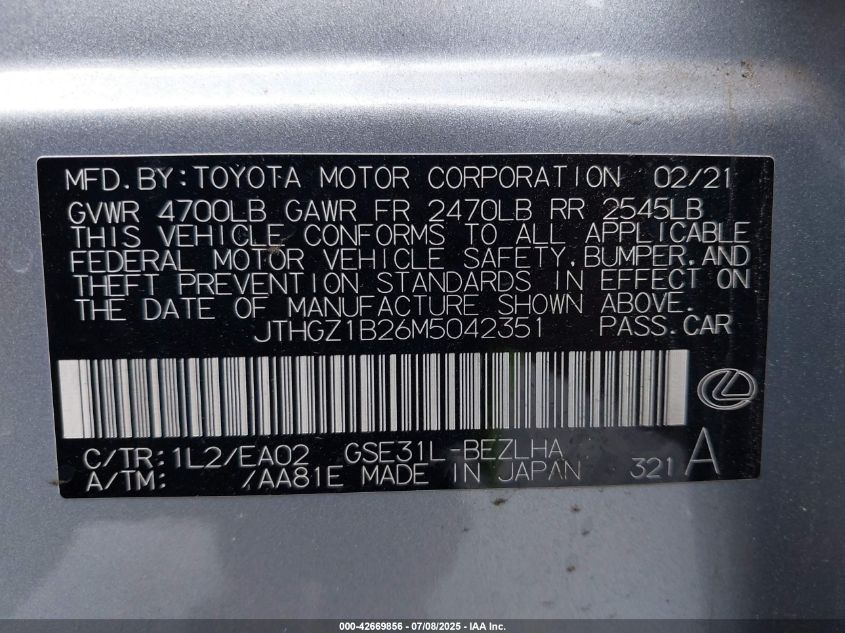 MFD.BY:TOYOTA MOTOR CORPORATION 02/21
GVWR 4700LB GAWR FR 2470LB RR 2545LB
THIS VEHICLE CONFORMS TO ALL APPLICABLE
FEDERAL MOTOR VEHICLE SAFETY,BUMPER,AND
THEFT PREVENTION STANDARDS IN EFFECT ON
THE DATE OF MANUFACTURE SHOWN ABOVE.
JTHGZ1B26M5042351 PASS.CAR
C/TR:1L2/EA02 GSE31L-BEZLHA
A/TM: /AA81E MADE IN JAPAN 321 A
000-42669856 - 07/08/2025 - IAA Inc.